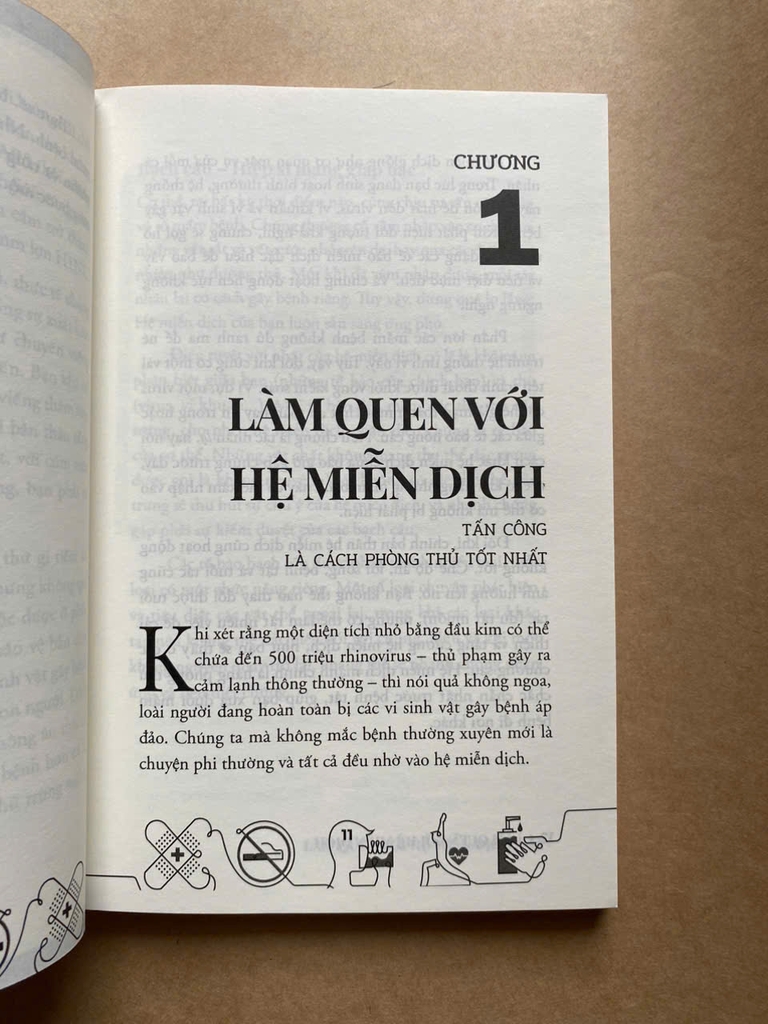 CHƯƠNG
1
LÀM QUEN VỚI
HỆ MIỄN DỊCH
TẤN CÔNG
LÀ CÁCH PHÒNG THỦ TỐT NHẤT
Khi xét rằng một diện tích nhỏ bằng đầu kim có thể
chứa đến 500 triệu rhinovirus – thủ phạm gây ra
cảm lạnh thông thường – thì nói quả không ngoa,
loài người đang hoàn toàn bị các vi sinh vật gây bệnh áp
đảo. Chúng ta mà không mắc bệnh thường xuyên mới là
chuyện phi thường và tất cả đều nhờ vào hệ miễn dịch.
11